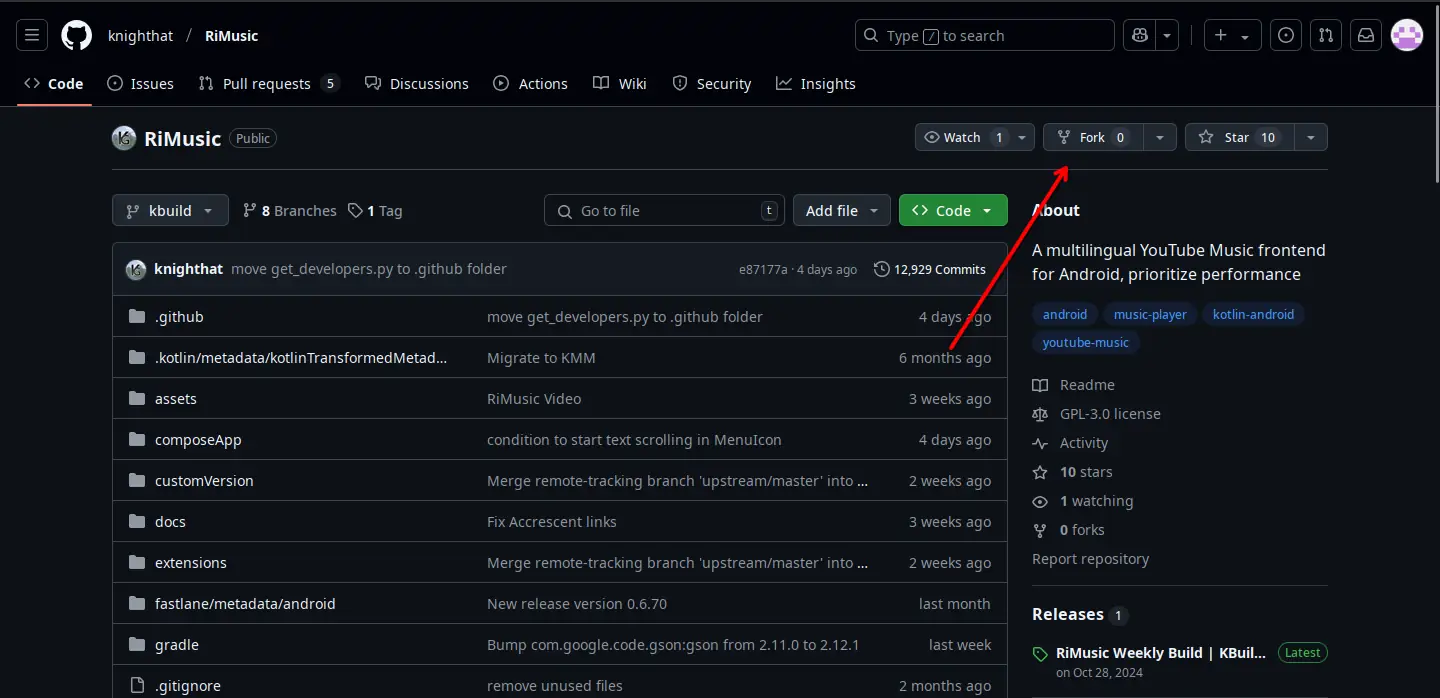 knighthat / RiMusic
Type / to search
Code Issues Pull requests 5 Discussions Actions Wiki Security Insights
RiMusic Public
Watch 1 Fork 0 Star 10
kbuild 8 Branches 1 Tag Go to file t Add file Code
knighthat move get_developers.py to .github folder e87177a · 4 days ago 12,929 Commits
.github move get_developers.py to .github folder 4 days ago
.kotlin/metadata/kotlinTransformedMetad... Migrate to KMM 6 months ago
assets RiMusic Video 3 weeks ago
composeApp condition to start text scrolling in MenuIcon 4 days ago
customVersion Merge remote-tracking branch 'upstream/master' into ... 2 weeks ago
docs Fix Accrescent links 3 weeks ago
extensions Merge remote-tracking branch 'upstream/master' into ... 2 weeks ago
fastlane/metadata/android New release version 0.6.70 last month
gradle Bump com.google.code.gson:gson from 2.11.0 to 2.12.1 last week
.gitignore remove unused files 2 months ago
About
A multilingual YouTube Music frontend
for Android, prioritize performance
android music-player kotlin-android
youtube-music
Readme
GPL-3.0 license
Activity
10 stars
1 watching
0 forks
Report repository
Releases 1
RiMusic Weekly Build | KBuil... Latest
on Oct 28, 2024